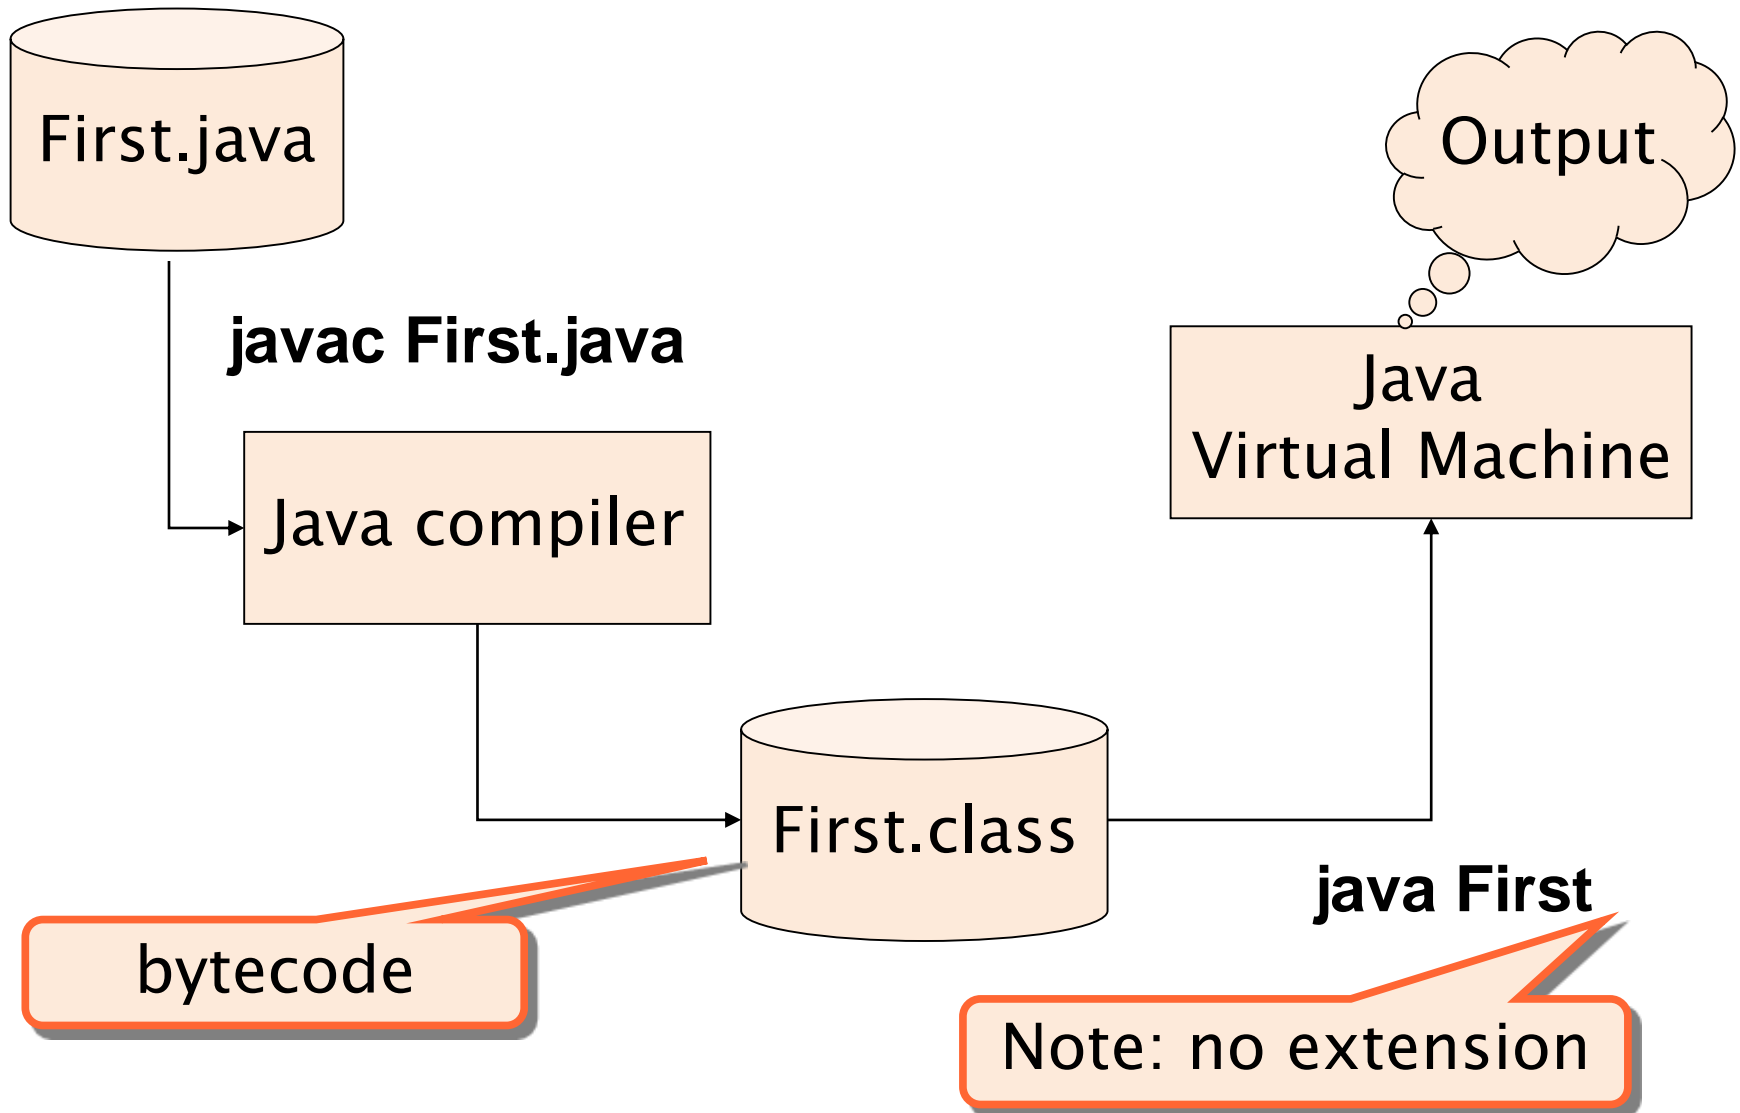 First.java
Output
javac First.java
Java
Virtual Machine
Java compiler
First.class
java First
bytecode
Note: no extension